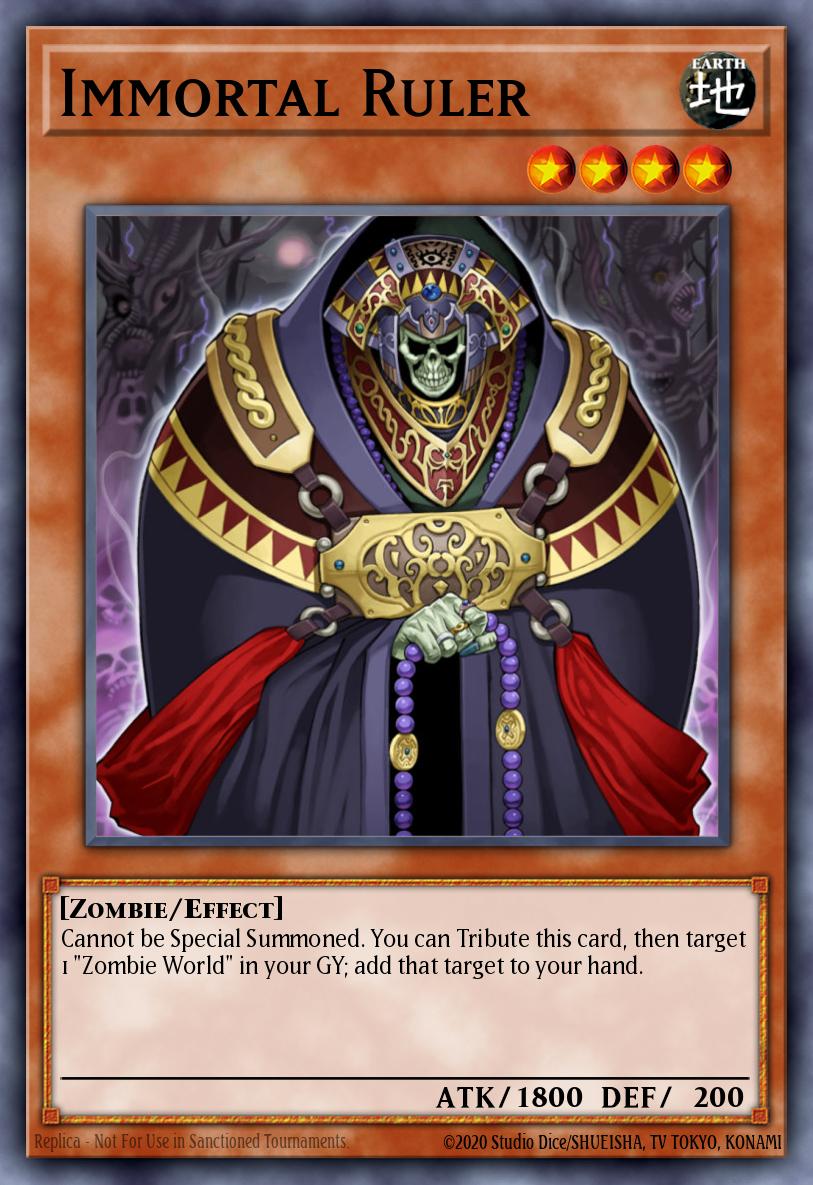 Immortal Ruler
EARTH
地
[Zombie/Effect]
Cannot be Special Summoned. You can Tribute this card, then target
1 "Zombie World" in your GY; add that target to your hand.
ATK/1800 DEF/ 200
Replica - Not For Use in Sanctioned Tournaments.
©2020 Studio Dice/SHUEISHA, TV TOKYO, KONAMI